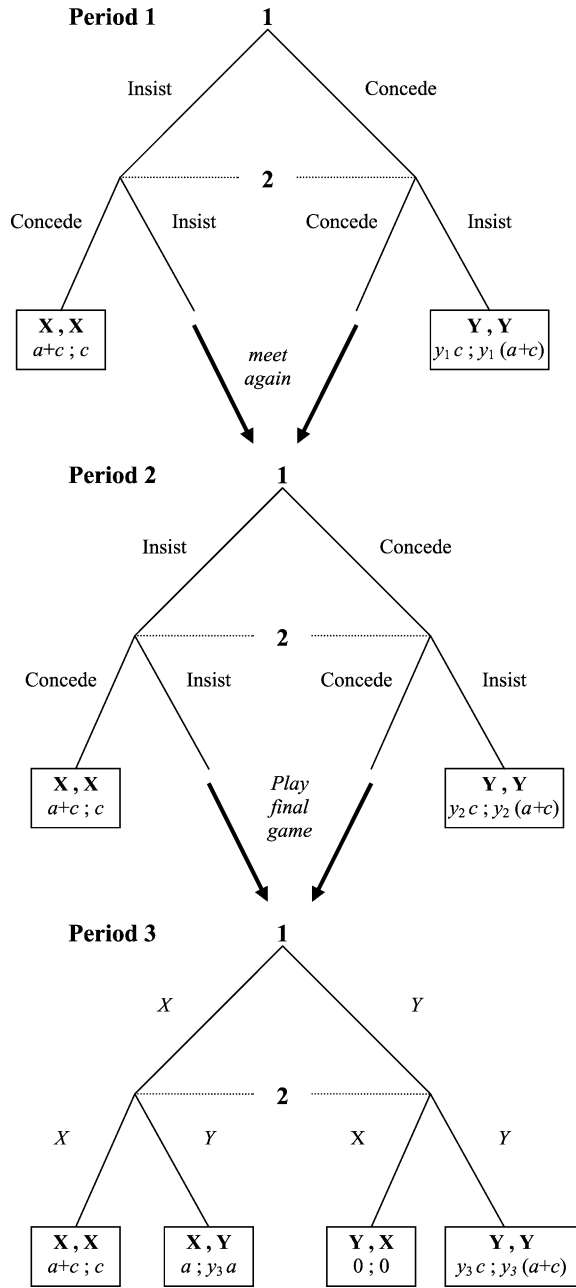 Period 1
1
Insist
Concede
2
Concede
Insist
Concede
Insist
X , X
a+c ; c
Y , Y
y₁ c ; y₁ (a+c)
meet
again
Period 2
1
Insist
Concede
2
Concede
Insist
Concede
Insist
X , X
a+c ; c
Y , Y
y₂ c ; y₂ (a+c)
Play
final
game
Period 3
1
X
Y
2
X
Y
X
Y
X , X
a+c ; c
X , Y
a ; y₃ a
Y , X
0 ; 0
Y , Y
y₃ c ; y₃ (a+c)